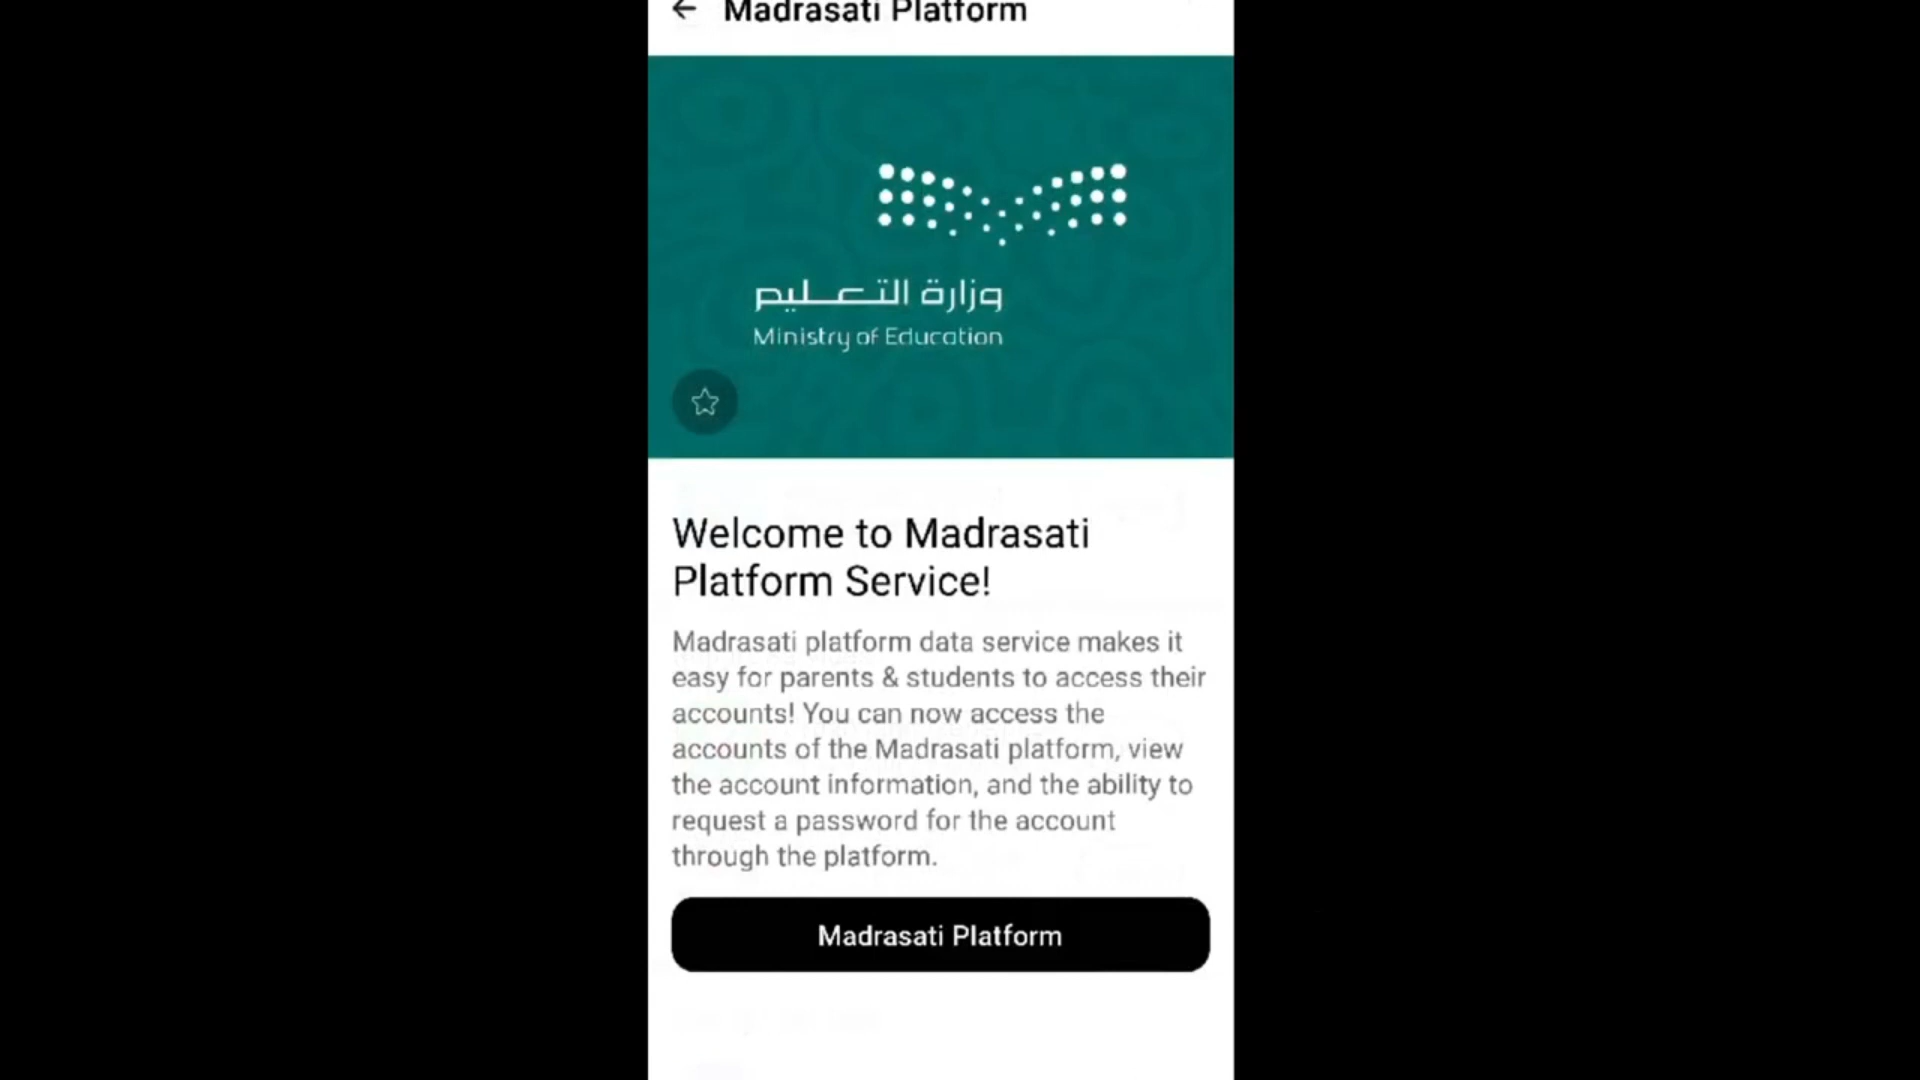 Madrasati Platform
وزارة التعليم
Ministry of Education
Welcome to Madrasati
Platform Service!
Madrasati platform data service makes it
easy for parents & students to access their
accounts! You can now access the
accounts of the Madrasati platform, view
the account information, and the ability to
request a password for the account
through the platform.
Madrasati Platform